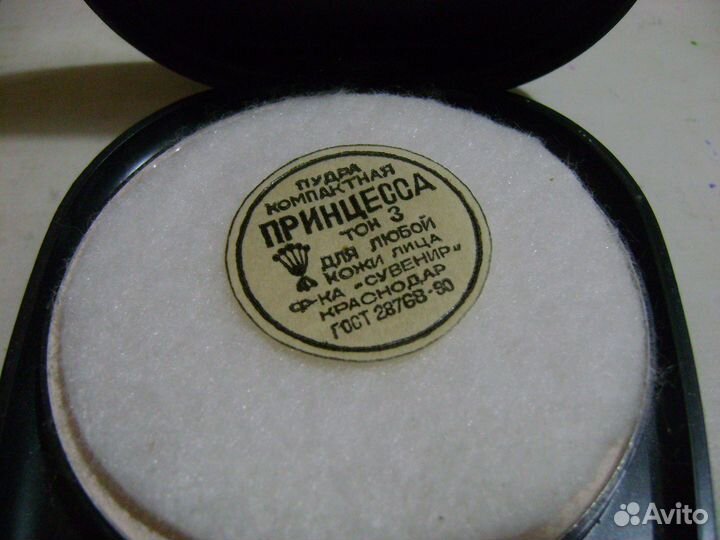 ПУДРА
КОМПАКТНАЯ
ПРИНЦЕССА
ТОН 3
ДЛЯ ЛЮБОЙ
КОЖИ ЛИЦА
Ф-КА „СУВЕНИР"
КРАСНОДАР
ГОСТ 28768-90
Avito